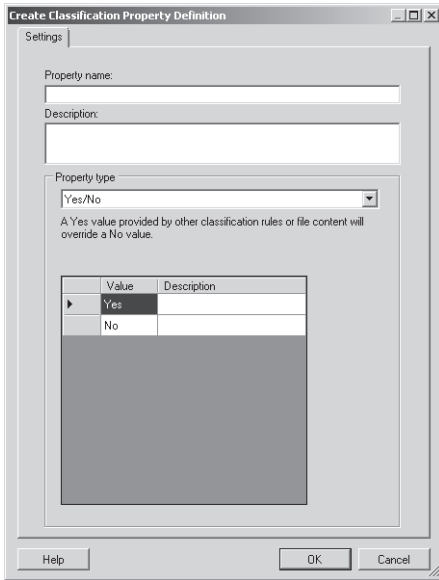 Create Classification Property Definition
Settings
Property name:
Description:
Property type
Yes/No
A Yes value provided by other classification rules or file content will
override a No value.
Value Description
Yes
No
Help OK Cancel